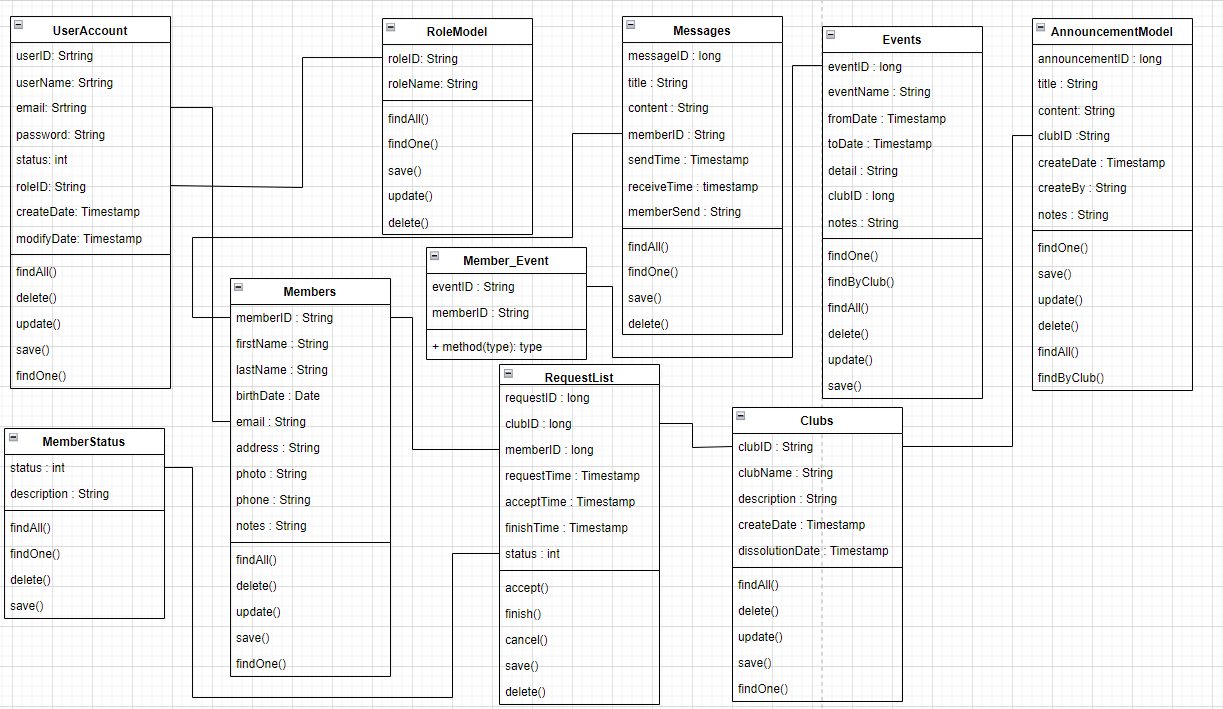 UserAccount
userID: Srtring
userName: Srtring
email: Srtring
password: String
status: int
roleID: String
createDate: Timestamp
modifyDate: Timestamp
findAll()
delete()
update()
save()
findOne()
RoleModel
roleID: String
roleName: String
findAll()
findOne()
save()
update()
delete()
Messages
messageID : long
title : String
content : String
memberID : String
sendTime : Timestamp
receiveTime : timestamp
memberSend : String
findAll()
findOne()
save()
delete()
Events
eventID : long
eventName : String
fromDate : Timestamp
toDate : Timestamp
detail : String
clubID : long
notes : String
findOne()
findByClub()
findAll()
delete()
update()
save()
AnnouncementModel
announcementID : long
title : String
content: String
clubID :String
createDate : Timestamp
createBy : String
notes : String
findOne()
save()
update()
delete()
findAll()
findByClub()
Member_Event
eventID : String
memberID : String
+ method(type): type
Members
memberID : String
firstName : String
lastName : String
birthDate : Date
email : String
address : String
photo : String
phone : String
notes : String
findAll()
delete()
update()
save()
findOne()
RequestList
requestID : long
clubID : long
memberID : long
requestTime : Timestamp
acceptTime : Timestamp
finishTime : Timestamp
status : int
accept()
finish()
cancel()
save()
delete()
Clubs
clubID : String
clubName : String
description : String
createDate : Timestamp
dissolutionDate : Timestamp
findAll()
delete()
update()
save()
findOne()
MemberStatus
status : int
description : String
findAll()
findOne()
delete()
save()